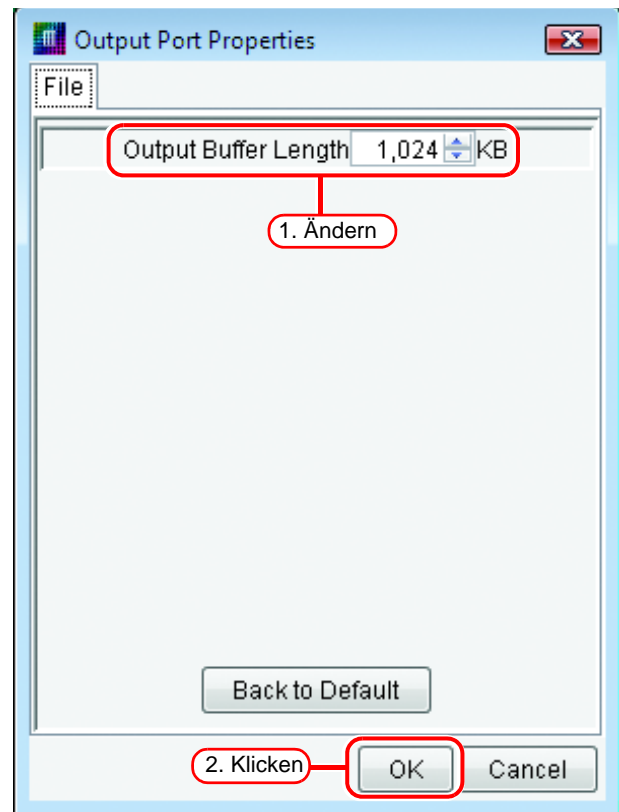 Output Port Properties
File
Output Buffer Length 1,024 KB
1. Ändern
Back to Default
2. Klicken OK Cancel